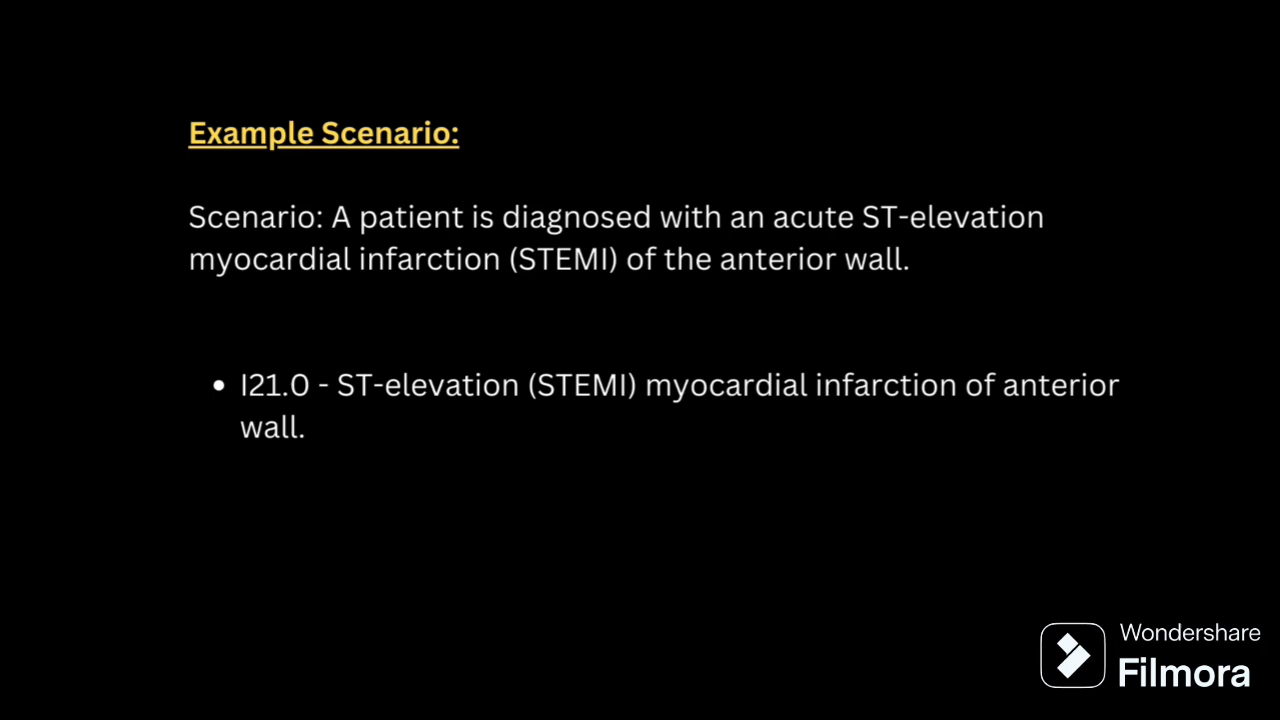 Example Scenario:
Scenario: A patient is diagnosed with an acute ST-elevation
myocardial infarction (STEMI) of the anterior wall.
• I21.0 - ST-elevation (STEMI) myocardial infarction of anterior
wall.
Wondershare
Filmora